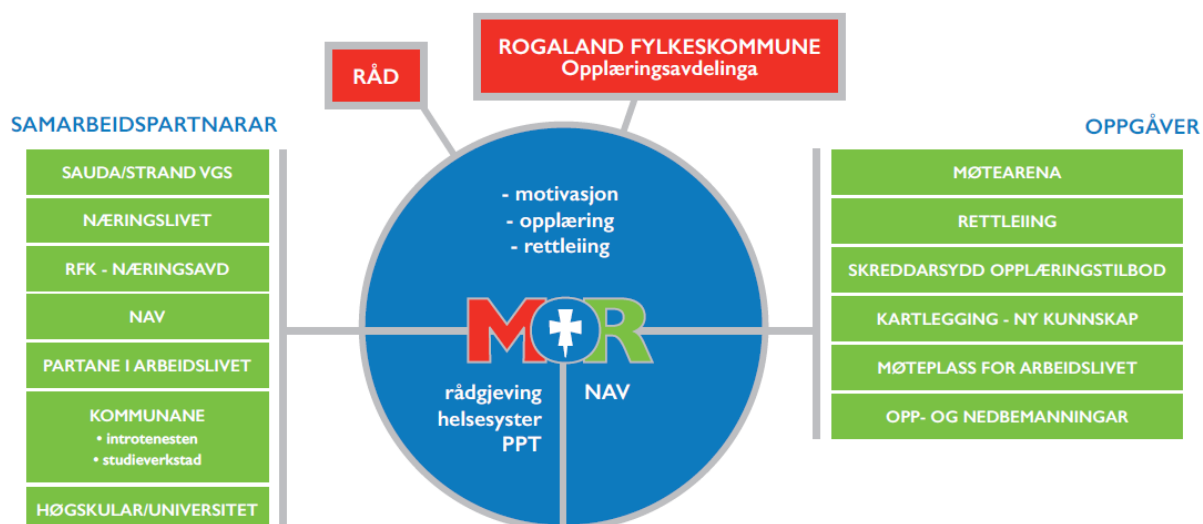 RÅD
ROGALAND FYLKESKOMMUNE
Opplæringsavdelinga
SAMARBEIDSPARTNARAR
SAUDA/STRAND VGS
NÆRINGSLIVET
RFK - NÆRINGSAVD
NAV
PARTANE I ARBEIDSLIVET
KOMMUNANE
• introtenesten
• studieverkstad
HØGSKULAR/UNIVERSITET
- motivasjon
- opplæring
- rettleiing
MOR
rådgjeving
helsesyster
PPT
NAV
OPPGÅVER
MØTEARENA
RETTLEIING
SKREDDARSYDD OPPLÆRINGSTILBOD
KARTLEGGING - NY KUNNSKAP
MØTEPLASS FOR ARBEIDSLIVET
OPP- OG NEDBEMANNINGAR